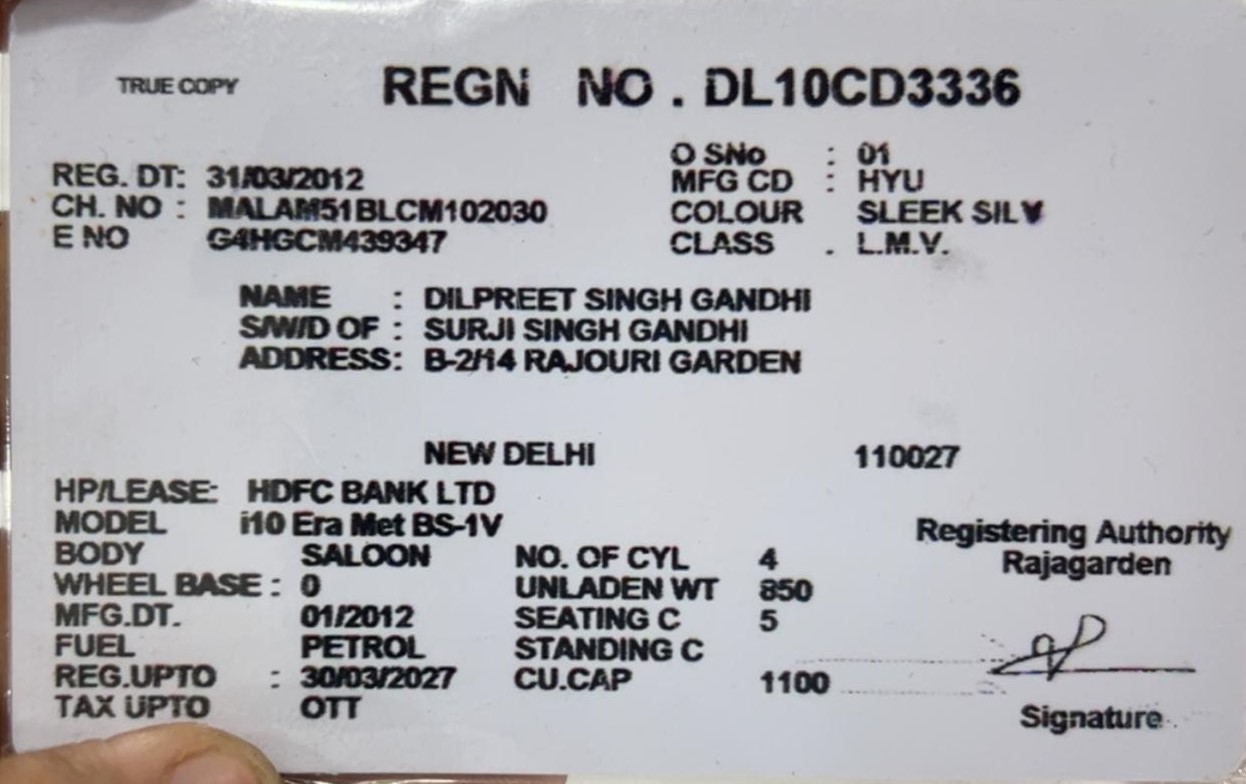 TRUE COPY
REGN NO . DL10CD3336
REG. DT: 31/03/2012
CH. NO : MALAM51BLCM102030
E NO G4HGCM439347
O SNo : 01
MFG CD : HYU
COLOUR SLEEK SILV
CLASS . L.M.V.
NAME : DILPREET SINGH GANDHI
S/W/D OF : SURJI SINGH GANDHI
ADDRESS: B-2/14 RAJOURI GARDEN
NEW DELHI 110027
HP/LEASE: HDFC BANK LTD
MODEL i10 Era Met BS-1V
BODY SALOON
WHEEL BASE : 0
MFG.DT. 01/2012
FUEL PETROL
REG.UPTO : 30/03/2027
TAX UPTO OTT
NO. OF CYL 4
UNLADEN WT 850
SEATING C 5
STANDING C
CU.CAP 1100
Registering Authority
Rajagarden
Signature